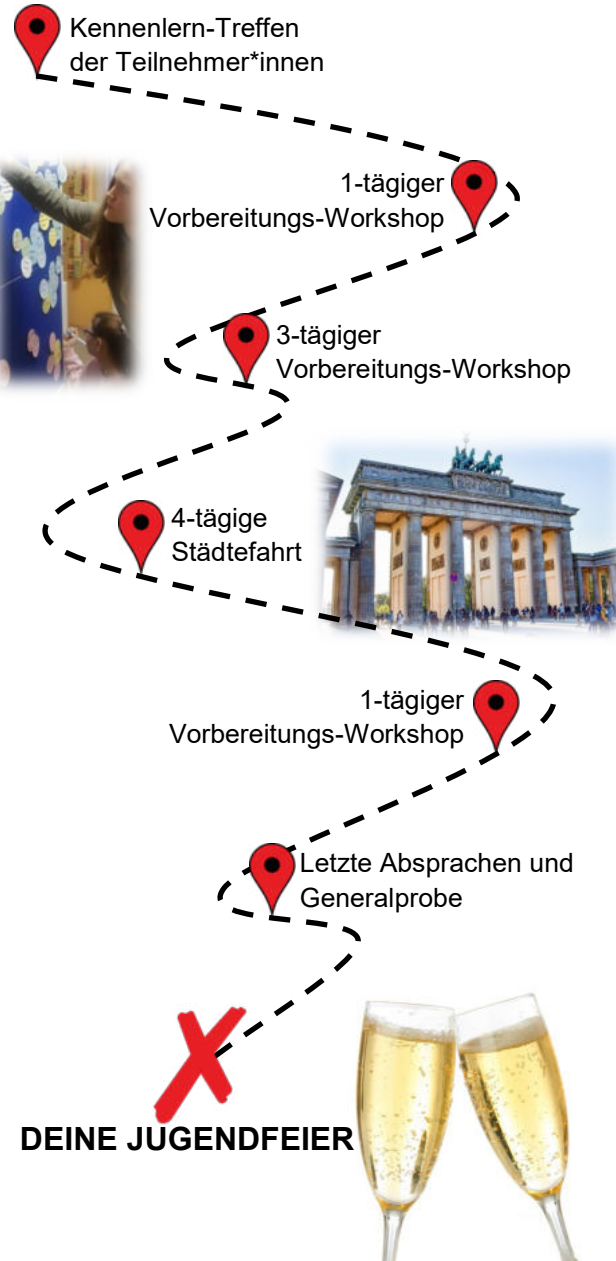 Kennenlern-Treffen
der Teilnehmer*innen
1-tägiger
Vorbereitungs-Workshop
3-tägiger
Vorbereitungs-Workshop
4-tägige
Städtefahrt
1-tägiger
Vorbereitungs-Workshop
Letzte Absprachen und
Generalprobe
DEINE JUGENDFEIER